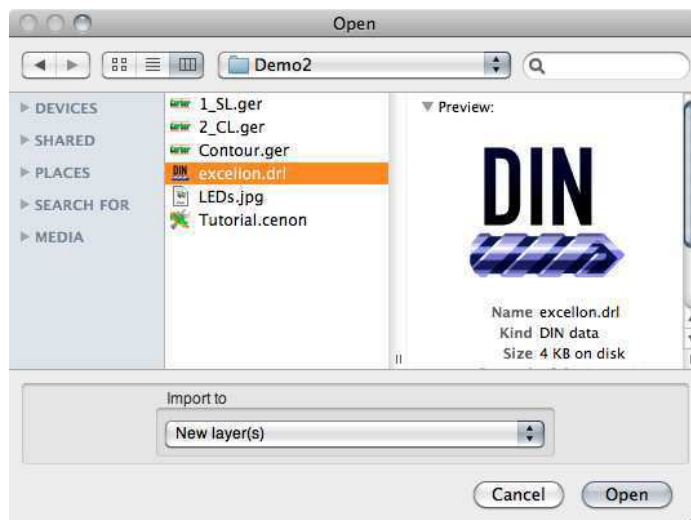 Open
Demo2
DEVICES
SHARED
PLACES
SEARCH FOR
MEDIA
1_SL.ger
2_CL.ger
Contour.ger
excellon.drl
LEDs.jpg
Tutorial.cenon
Preview:
DIN
Name excellon.drl
Kind DIN data
Size 4 KB on disk
Import to
New layer(s)
Cancel
Open